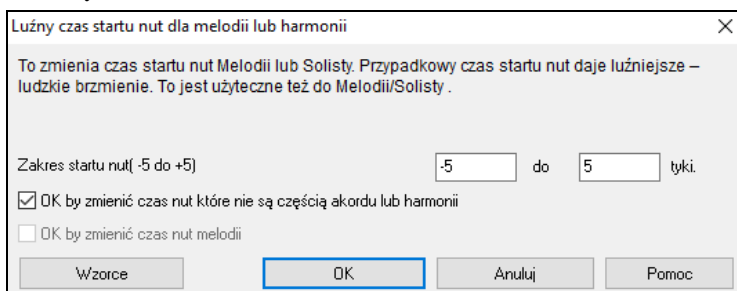 Luźny czas startu nut dla melodii lub harmonii
To zmienia czas startu nut Melodii lub Solisty. Przypadkowy czas startu nut daje luźniejsze –
ludzkie brzmienie. To jest użyteczne też do Melodii/Solisty .
Zakres startu nut( -5 do +5) -5 do 5 tyki.
OK by zmienić czas nut które nie są częścią akordu lub harmonii
OK by zmienić czas nut melodii
Wzorce OK Anuluj Pomoc